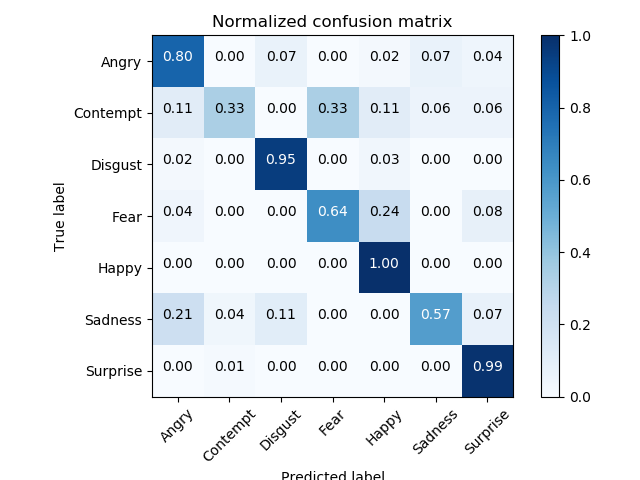 Normalized confusion matrix
True label
Angry 0.80 0.00 0.07 0.00 0.02 0.07 0.04
Contempt 0.11 0.33 0.00 0.33 0.11 0.06 0.06
Disgust 0.02 0.00 0.95 0.00 0.03 0.00 0.00
Fear 0.04 0.00 0.00 0.64 0.24 0.00 0.08
Happy 0.00 0.00 0.00 0.00 1.00 0.00 0.00
Sadness 0.21 0.04 0.11 0.00 0.00 0.57 0.07
Surprise 0.00 0.01 0.00 0.00 0.00 0.00 0.99
Angry Contempt Disgust Fear Happy Sadness Surprise
Predicted label
1.0
0.8
0.6
0.4
0.2
0.0